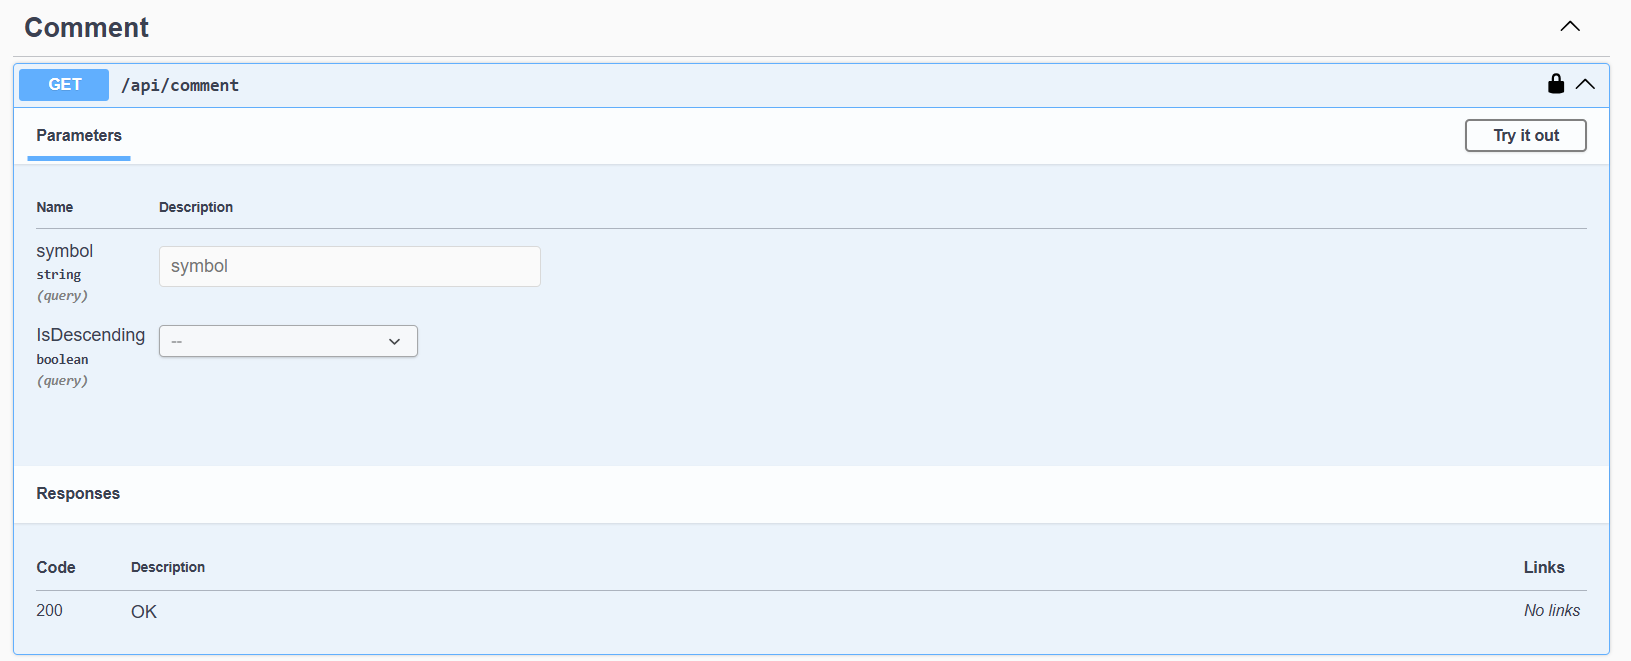 Comment
GET /api/comment
Parameters Try it out
Name Description
symbol
string
(query)
symbol
IsDescending
boolean
(query)
--
Responses
Code Description Links
200 OK No links